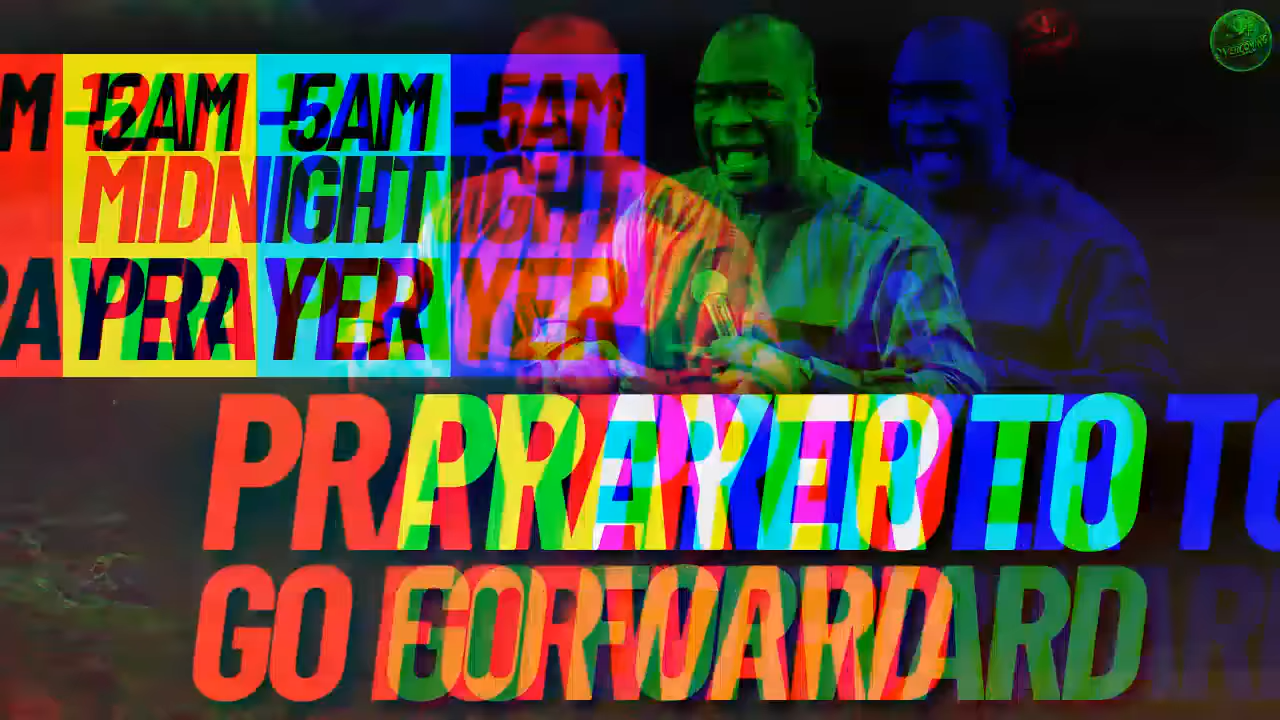 12AM-5AM
MIDNIGHT
PRAYER
PRAYER TO
GO FORWARD